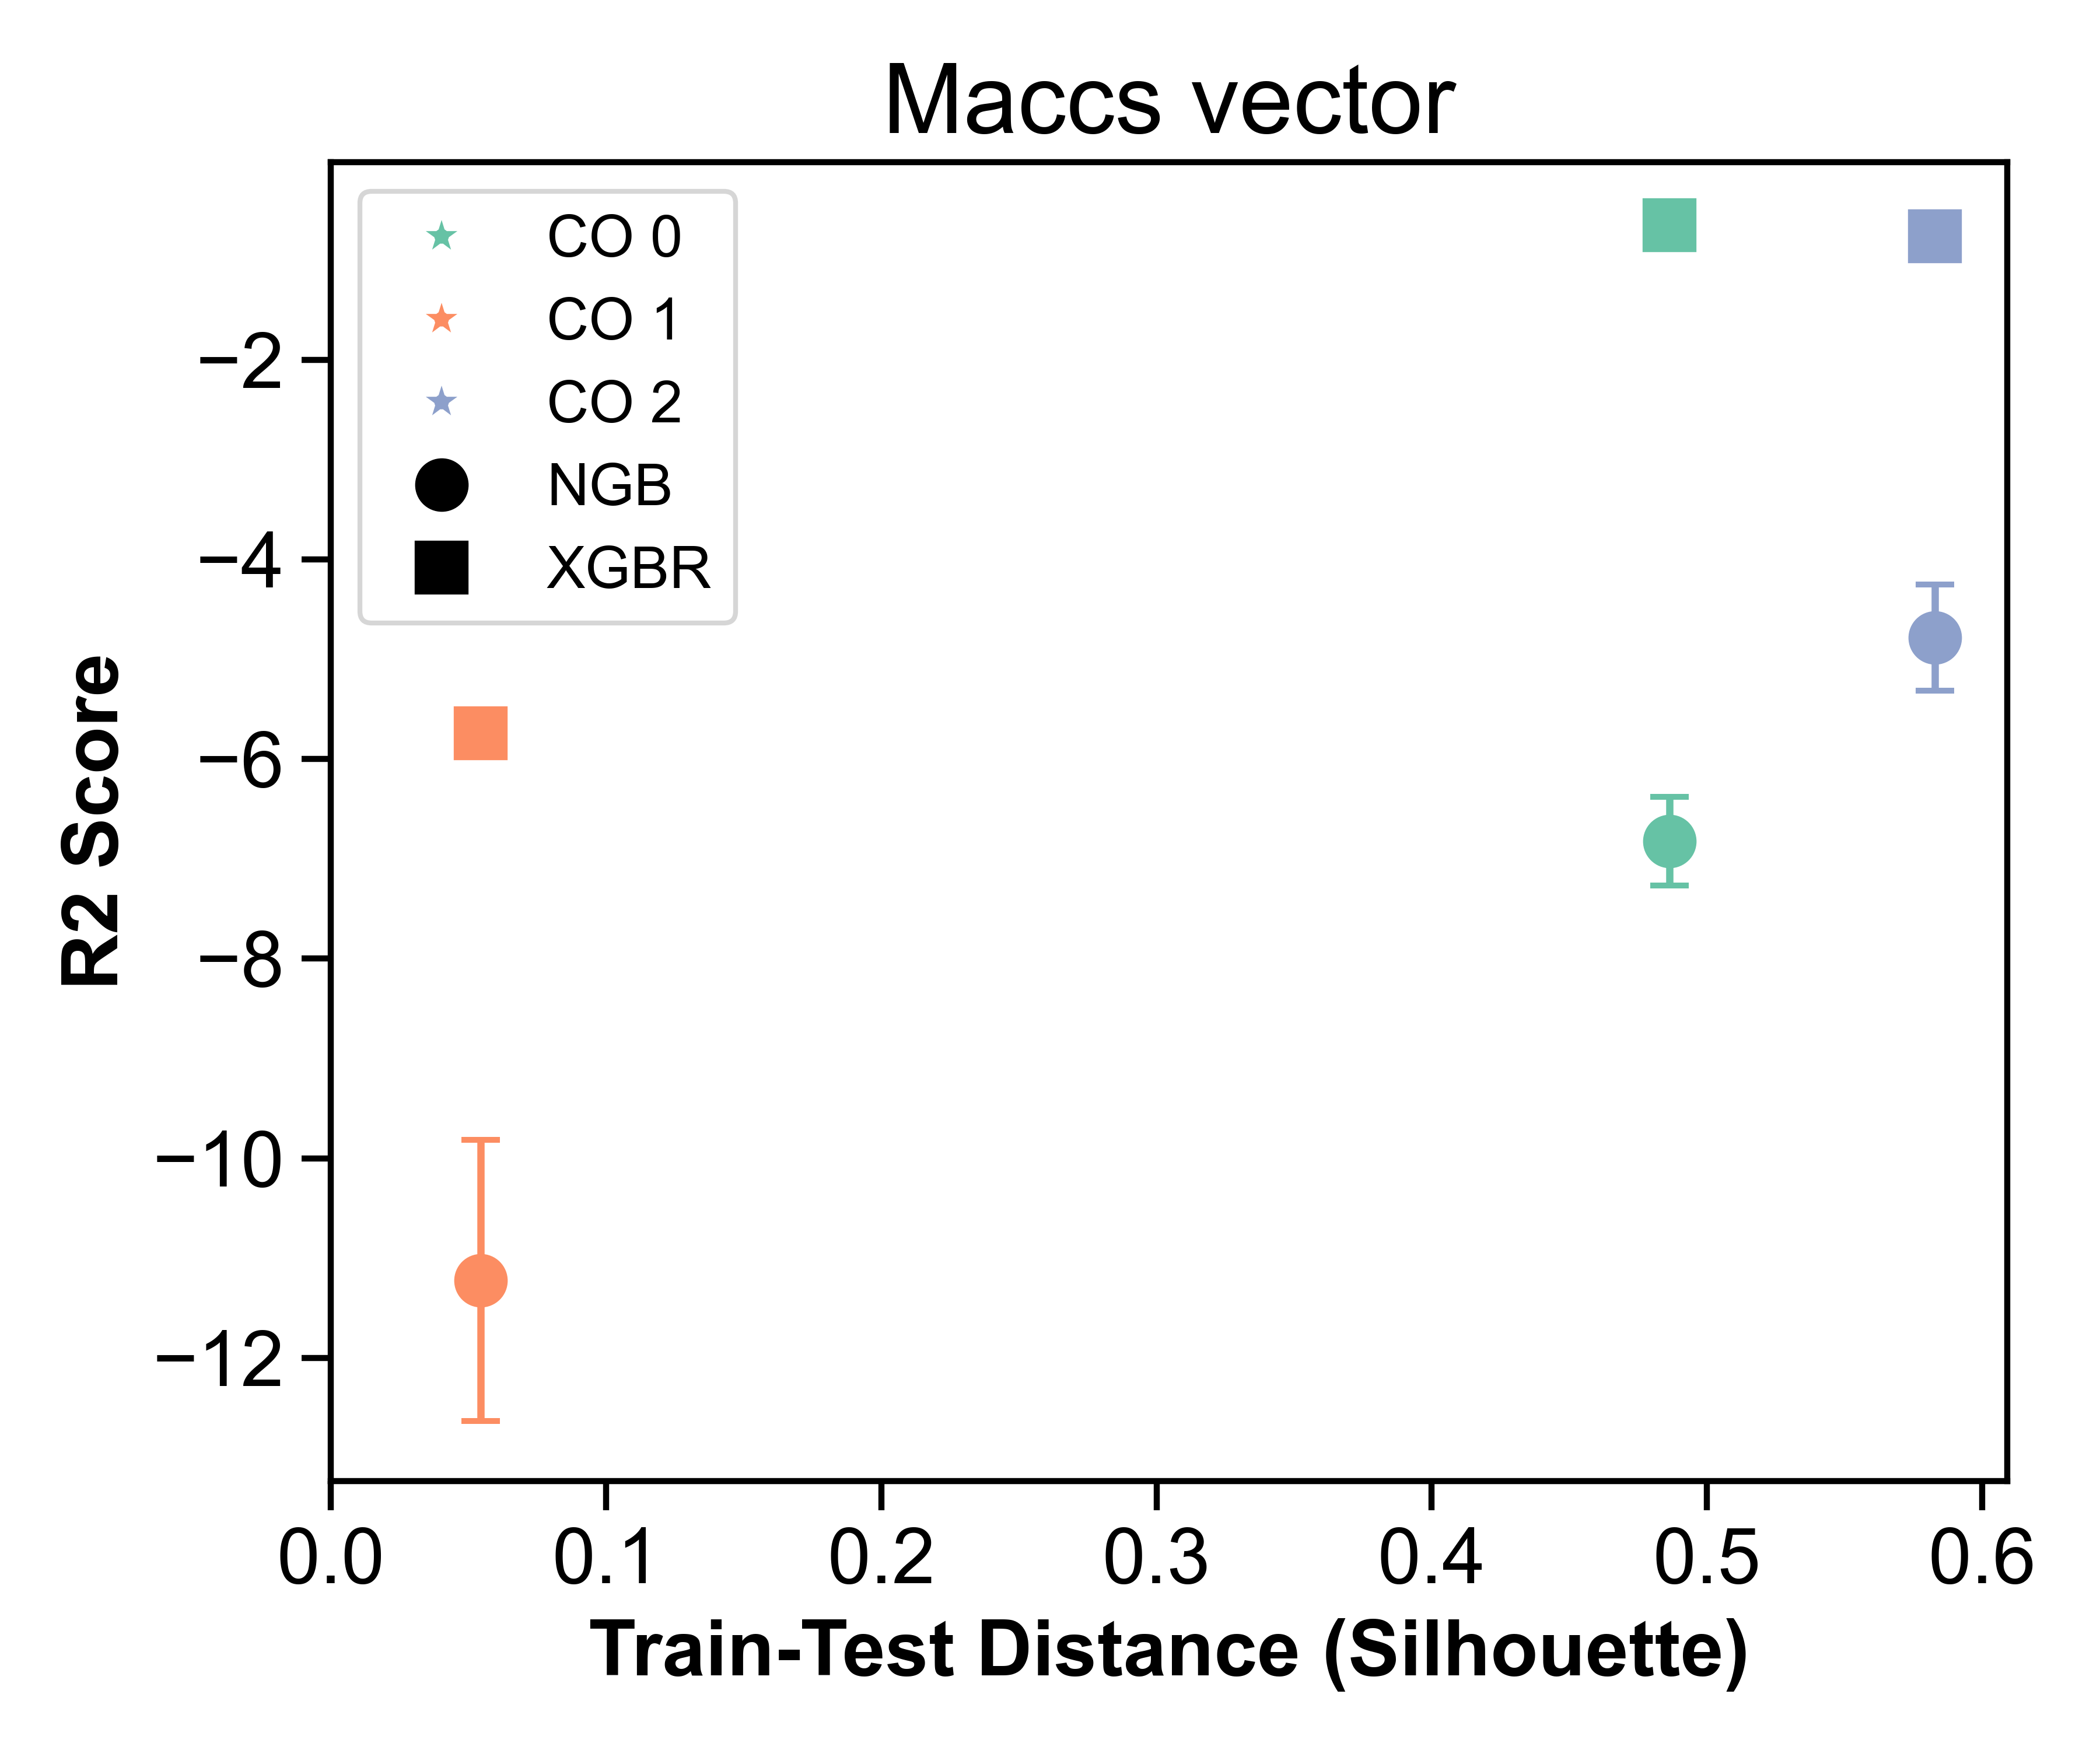 Maccs vector
CO 0
CO 1
CO 2
NGB
XGBR
R2 Score
−2
−4
−6
−8
−10
−12
0.0 0.1 0.2 0.3 0.4 0.5 0.6
Train-Test Distance (Silhouette)